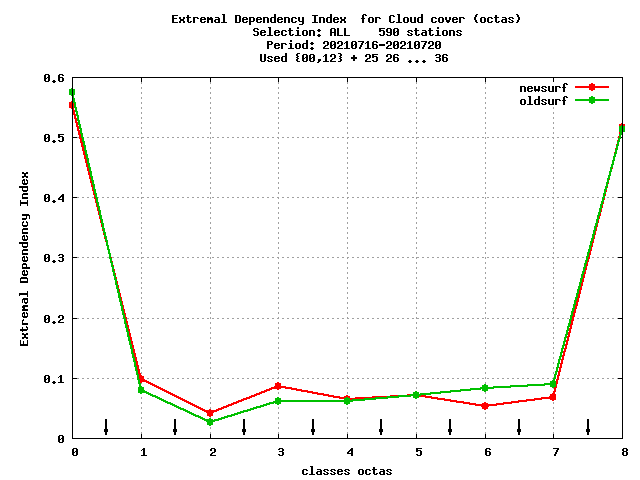 Extremal Dependency Index  for Cloud cover (octas)
Selection: ALL    590 stations
Period: 20210716-20210720
Used {00,12} + 25 26 ... 36
newsurf
oldsurf
Extremal Dependency Index
0.6
0.5
0.4
0.3
0.2
0.1
0
0 1 2 3 4 5 6 7 8
classes octas